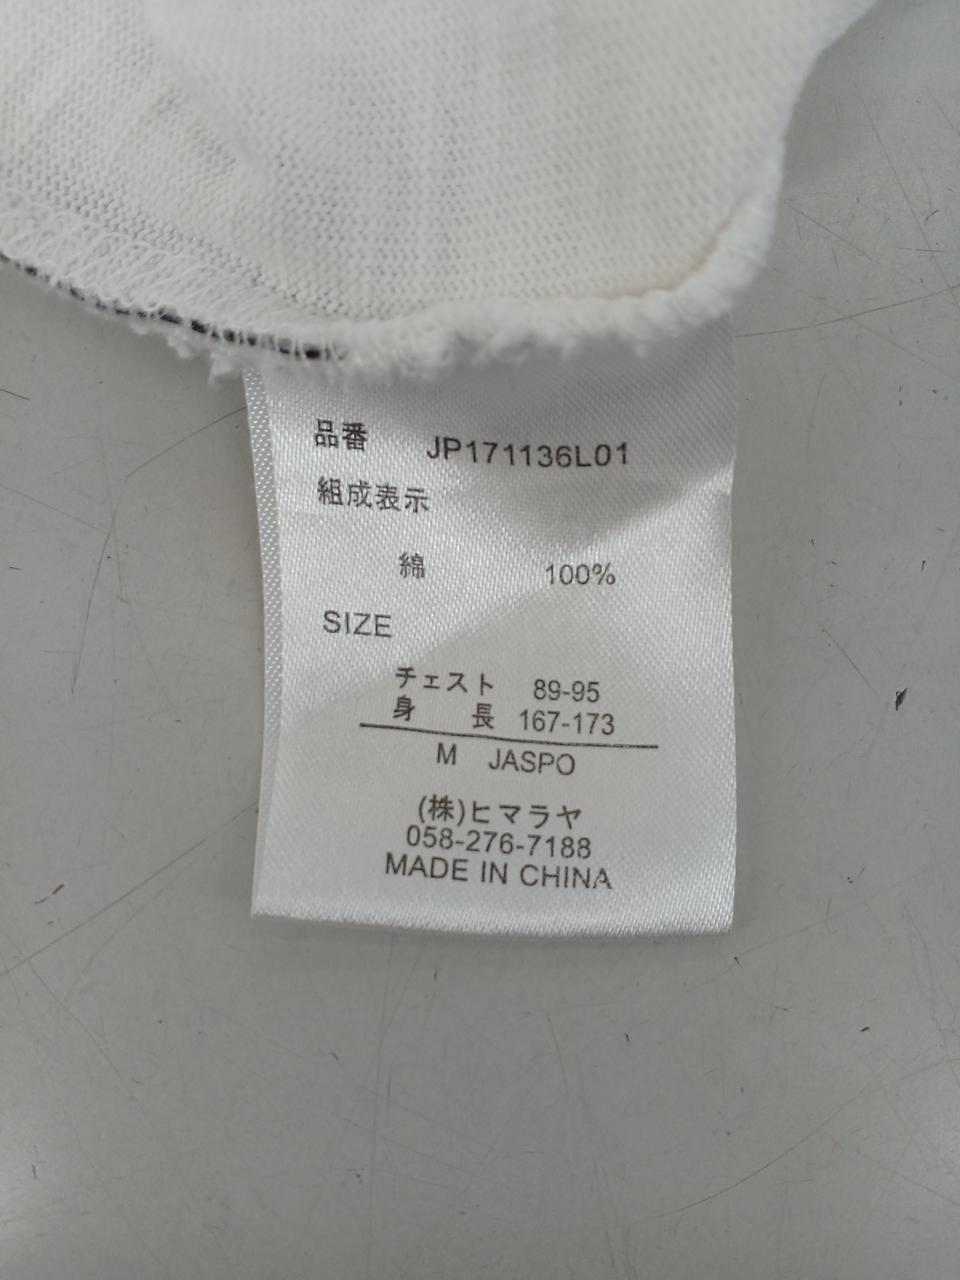 品番 JP171136L01
組成表示
綿 100%
SIZE
チェスト 89-95
身 長 167-173
M JASPO
(株)ヒマラヤ
058-276-7188
MADE IN CHINA